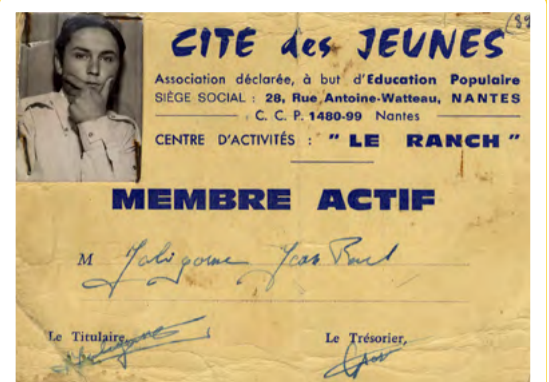 (89
CITE des JEUNES
Association déclarée, à but d'Education Populaire
SIÈGE SOCIAL : 28, Rue Antoine-Watteau, NANTES
C. C. P. 1480-99 Nantes
CENTRE D'ACTIVITÉS : " LE RANCH "
MEMBRE ACTIF
M Jean Paul
Le Titulaire, Le Trésorier,